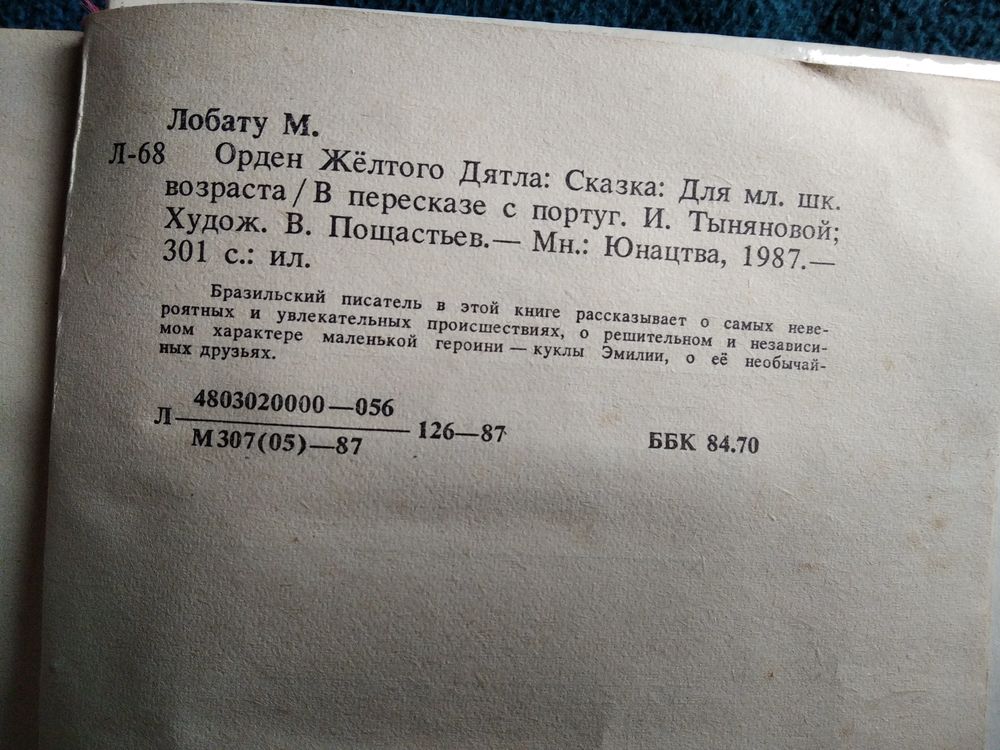 Лобату М.
Л-68 Орден Жёлтого Дятла: Сказка: Для мл. шк.
возраста / В пересказе с португ. И. Тыняновой;
Худож. В. Пощастьев.— Мн.: Юнацтва, 1987.—
301 с.: ил.
Бразильский писатель в этой книге рассказывает о самых неве-
роятных и увлекательных происшествиях, о решительном и независи-
мом характере маленькой героини — куклы Эмилии, о её необычай-
ных друзьях.
4803020000—056
Л 126—87
М307(05)—87
ББК 84.70